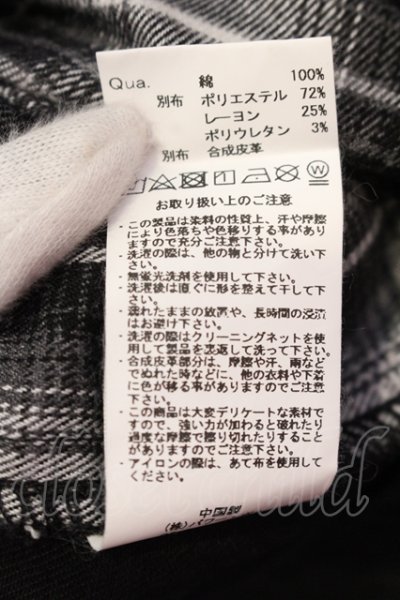 Qua. 綿 100%
別布 ポリエステル 72%
レーヨン 25%
ポリウレタン 3%
別布 合成皮革
お取り扱い上のご注意
・この製品は染料の性質上、汗や摩擦
により色落ちや色移りする事があり
ますので充分ご注意下さい。
・洗濯の際は、他の物と分けて洗い下
さい。
・無蛍光洗剤を使用して下さい。
・洗濯後は直ぐに形を整えて干して下
さい。
・濡れたままの放置や、長時間の浸漬
はお避け下さい。
・洗濯の際はクリーニングネットを使
用して製品を裏返して洗って下さい。
・合成皮革部分は、摩擦や汗、雨など
でぬれた時などに、他の衣料や下着
に色が移る事がありますのでご注意
下さい。
・この商品は大変デリケートな素材で
すので、強い力が加わると破れたり
過度な摩擦で擦り切れたりすること
がありますのでご注意下さい。
・アイロンの際は、あて布を使用して
ください。
中国製
(株)パワー
closet child